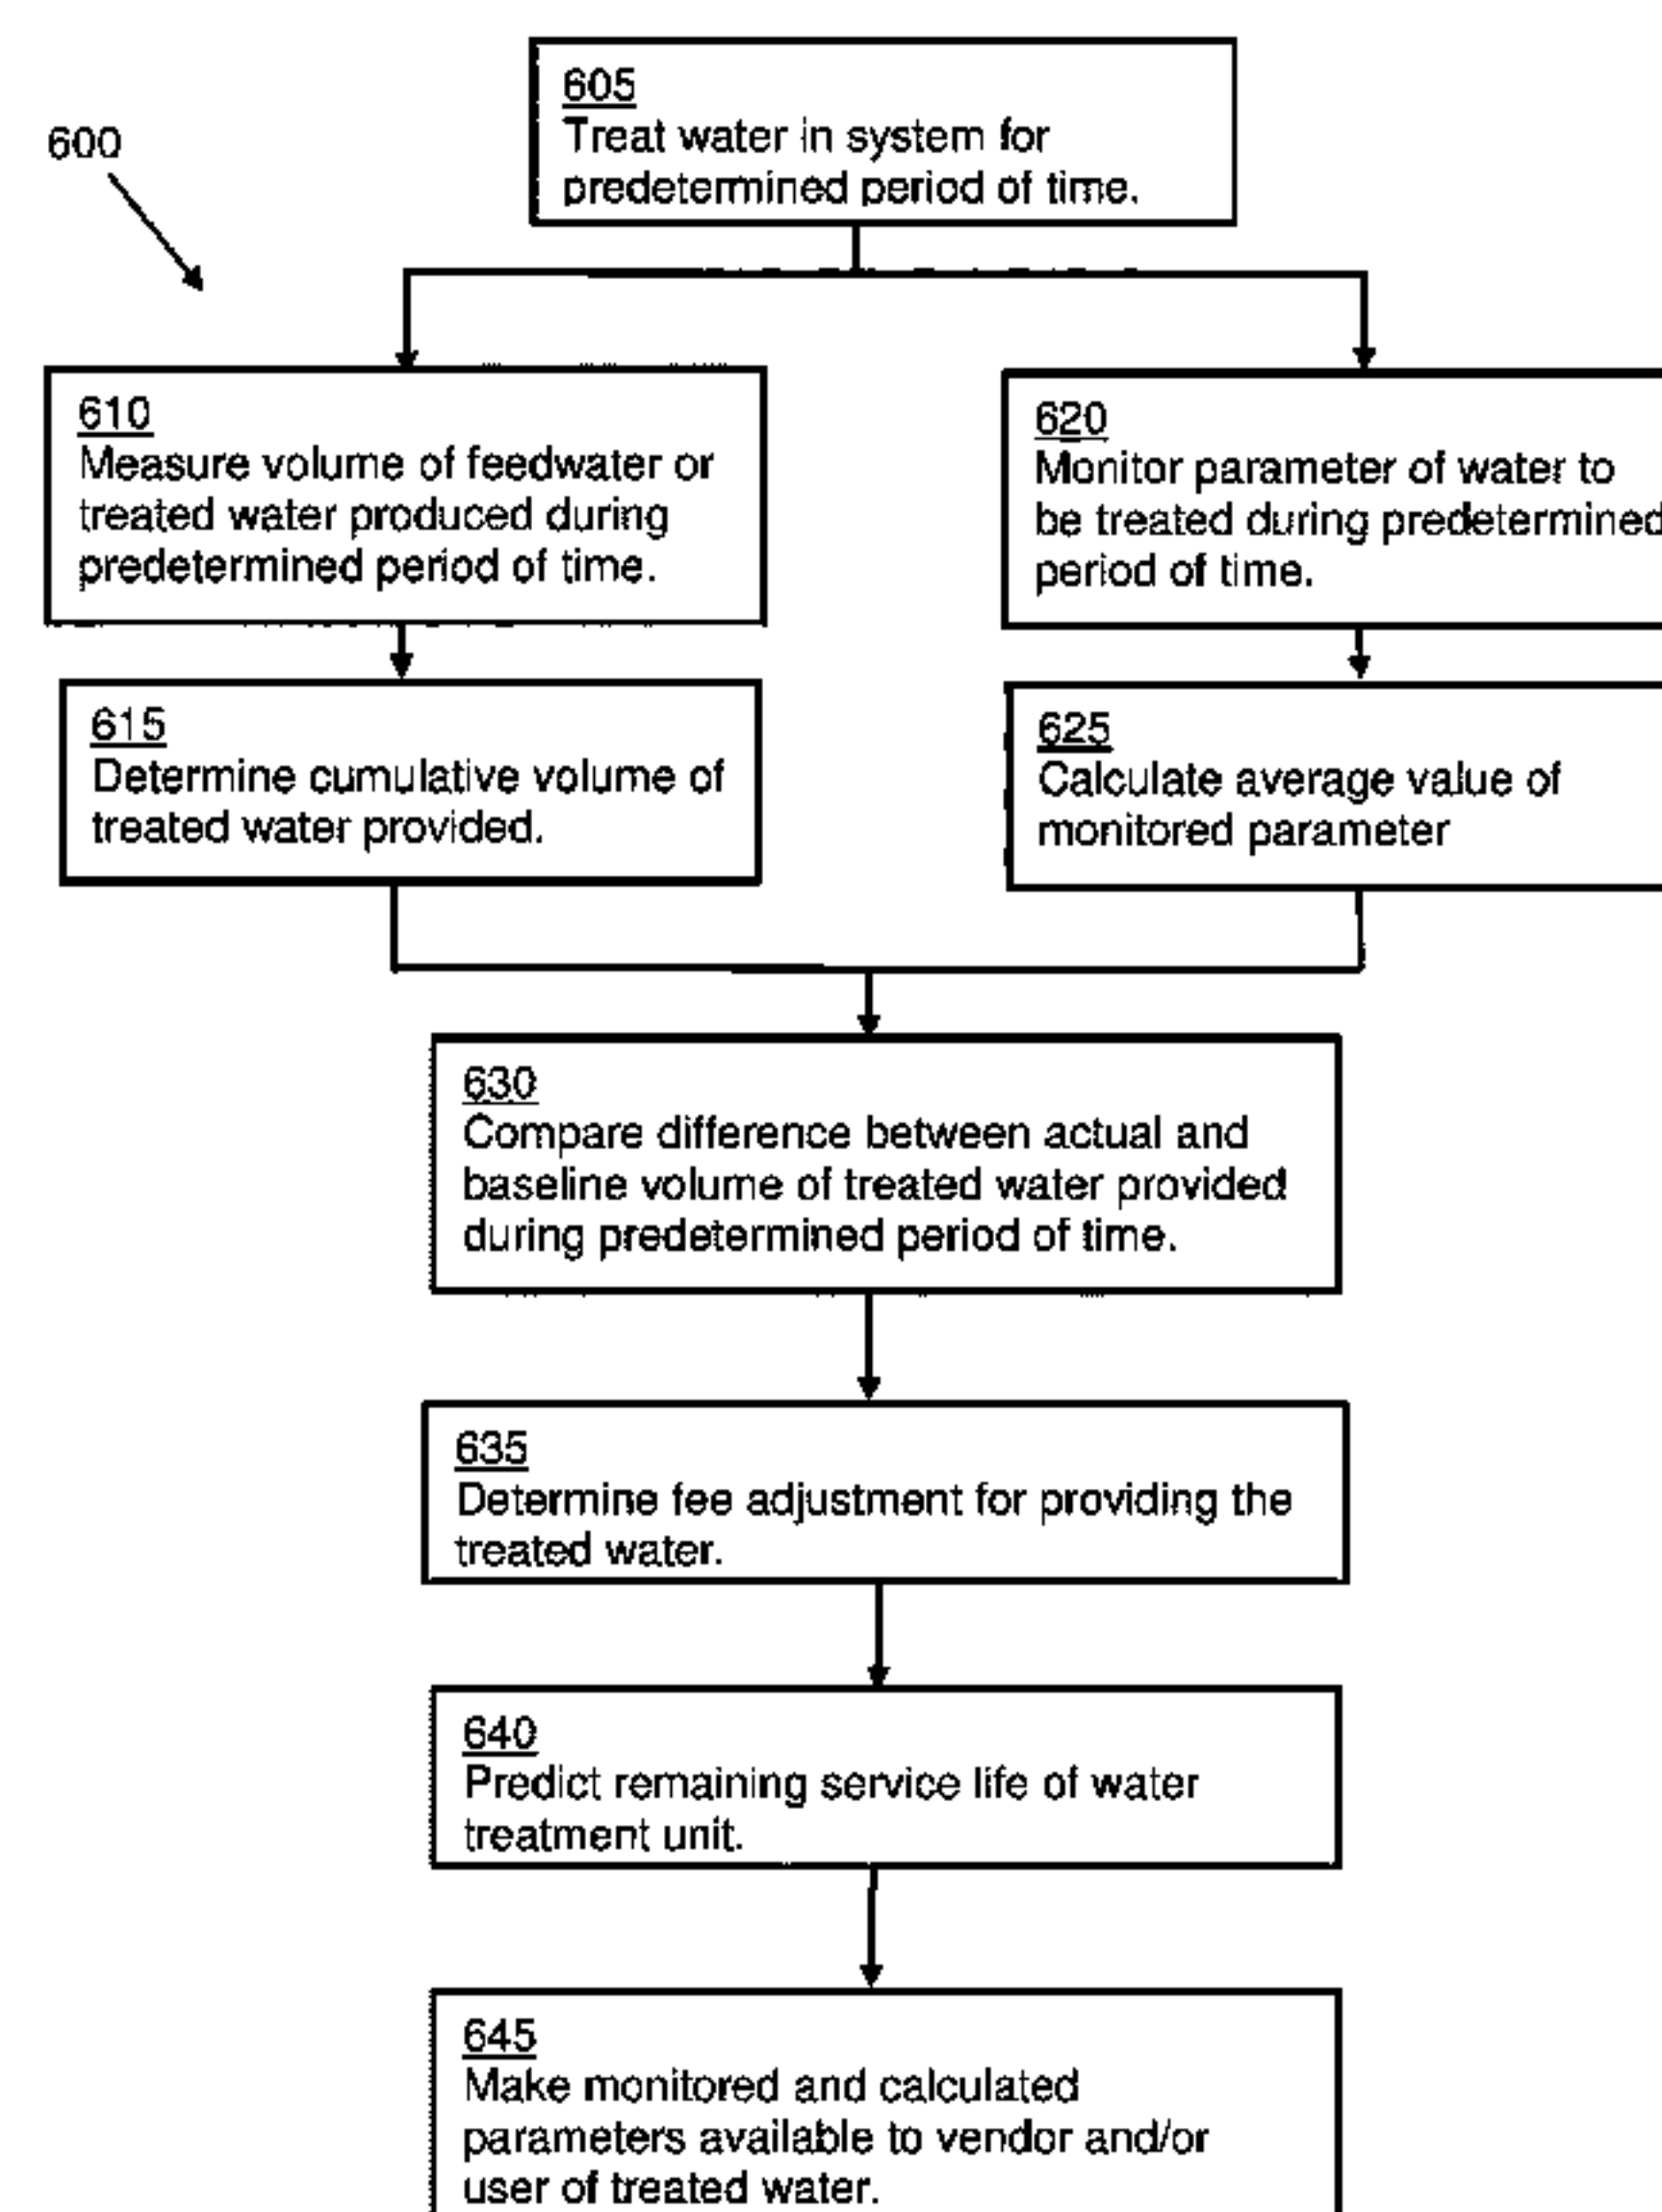 605
Treat water in system for
predetermined period of time.
600
610
Measure volume of feedwater or
treated water produced during
predetermined period of time.
620
Monitor parameter of water to
be treated during predetermined
period of time.
615
Determine cumulative volume of
treated water provided.
625
Calculate average value of
monitored parameter
630
Compare difference between actual and
baseline volume of treated water provided
during predetermined period of time.
635
Determine fee adjustment for providing the
treated water.
640
Predict remaining service life of water
treatment unit.
645
Make monitored and calculated
parameters available to vendor and/or
user of treated water.